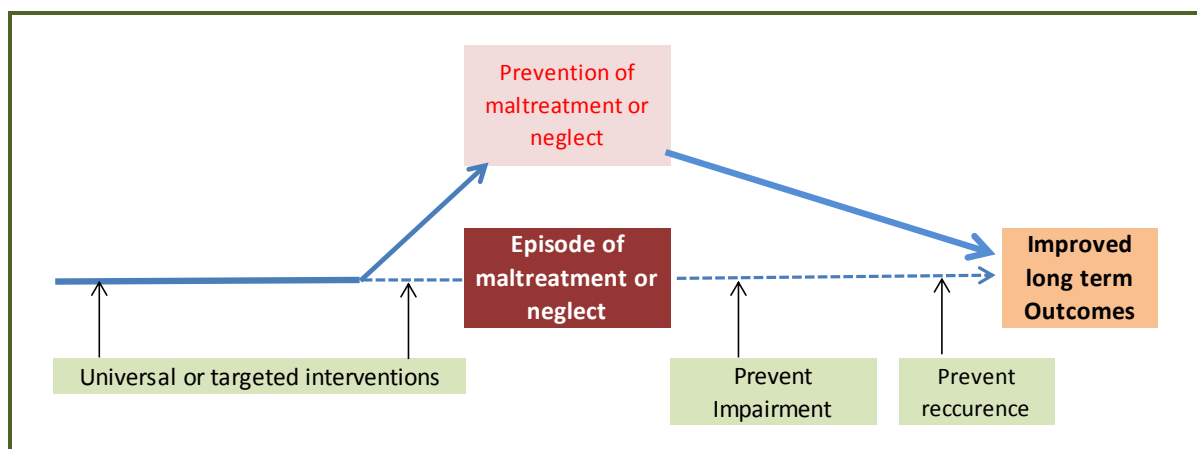 Prevention of
maltreatment or
neglect
Episode of
maltreatment or
neglect
Improved
long term
Outcomes
Universal or targeted interventions
Prevent
Impairment
Prevent
reccurence